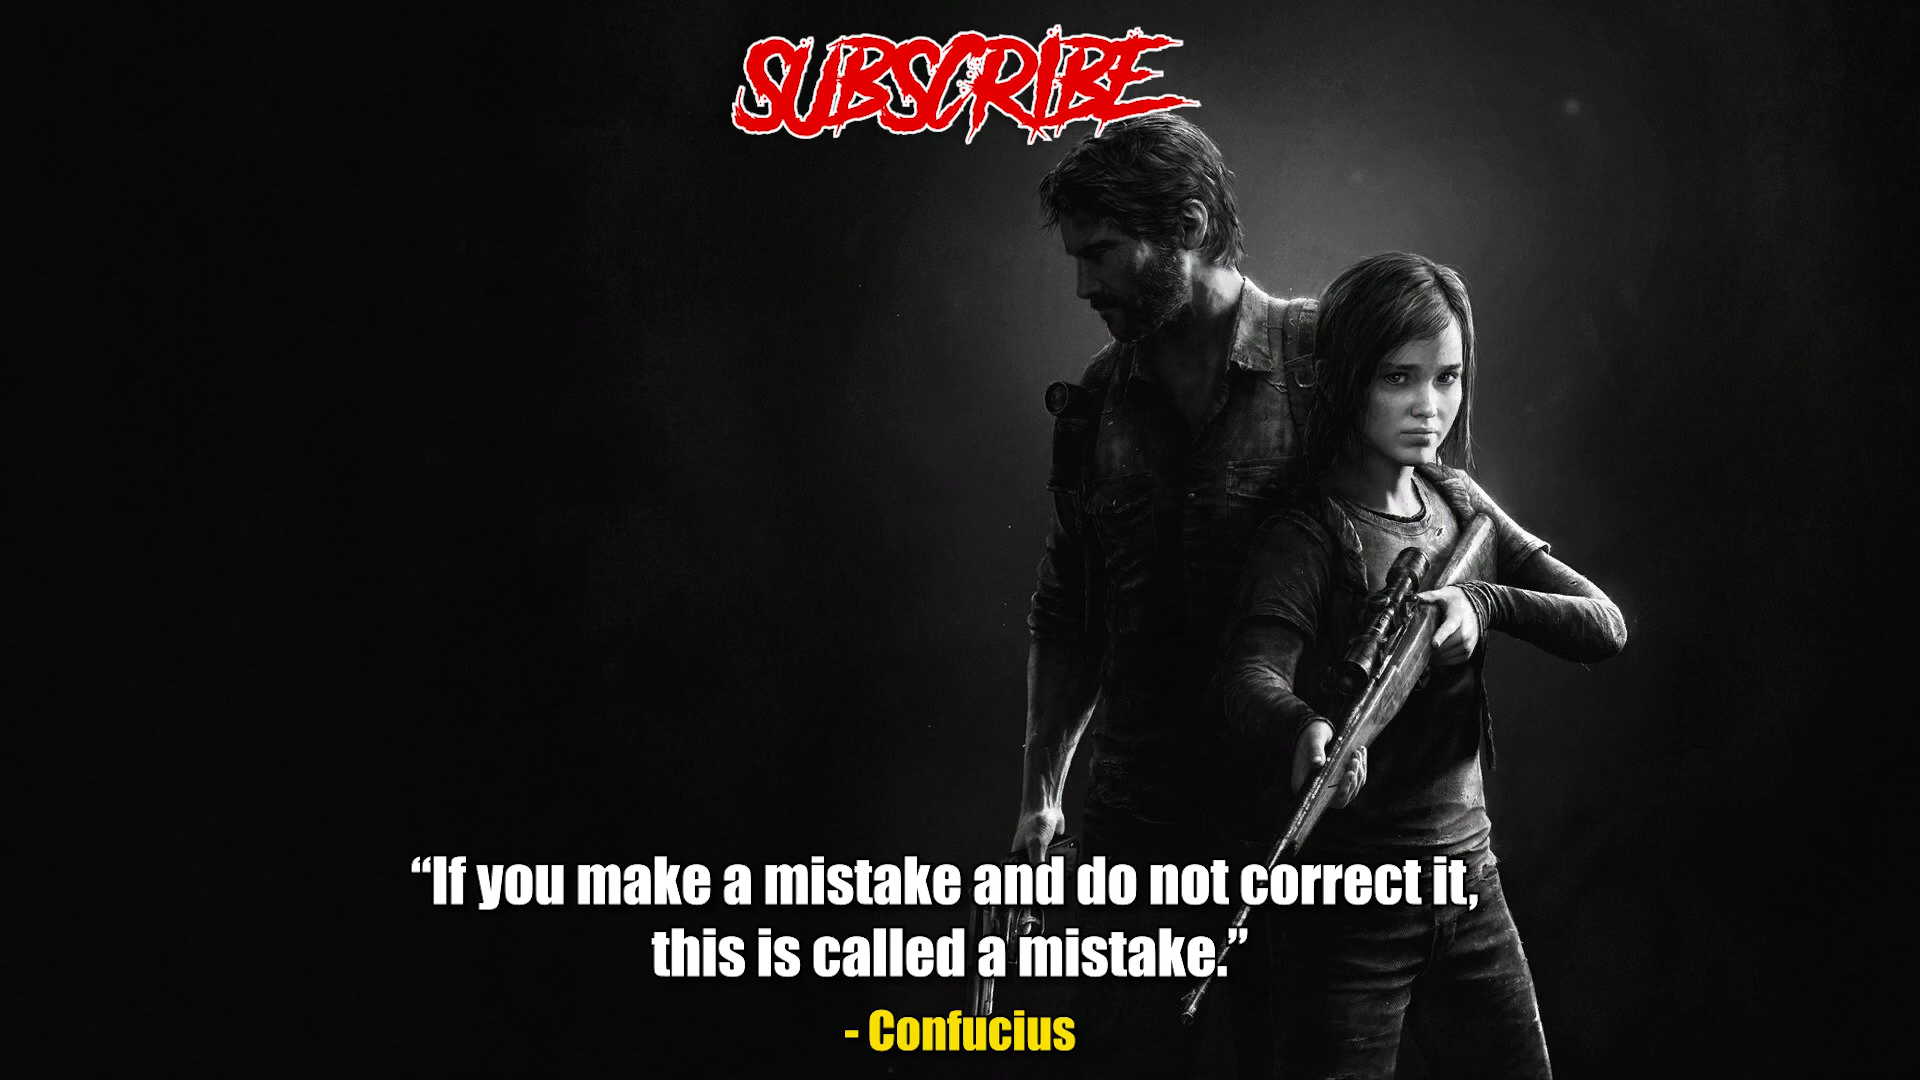 SUBSCRIBE
“If you make a mistake and do not correct it,
this is called a mistake.”
- Confucius